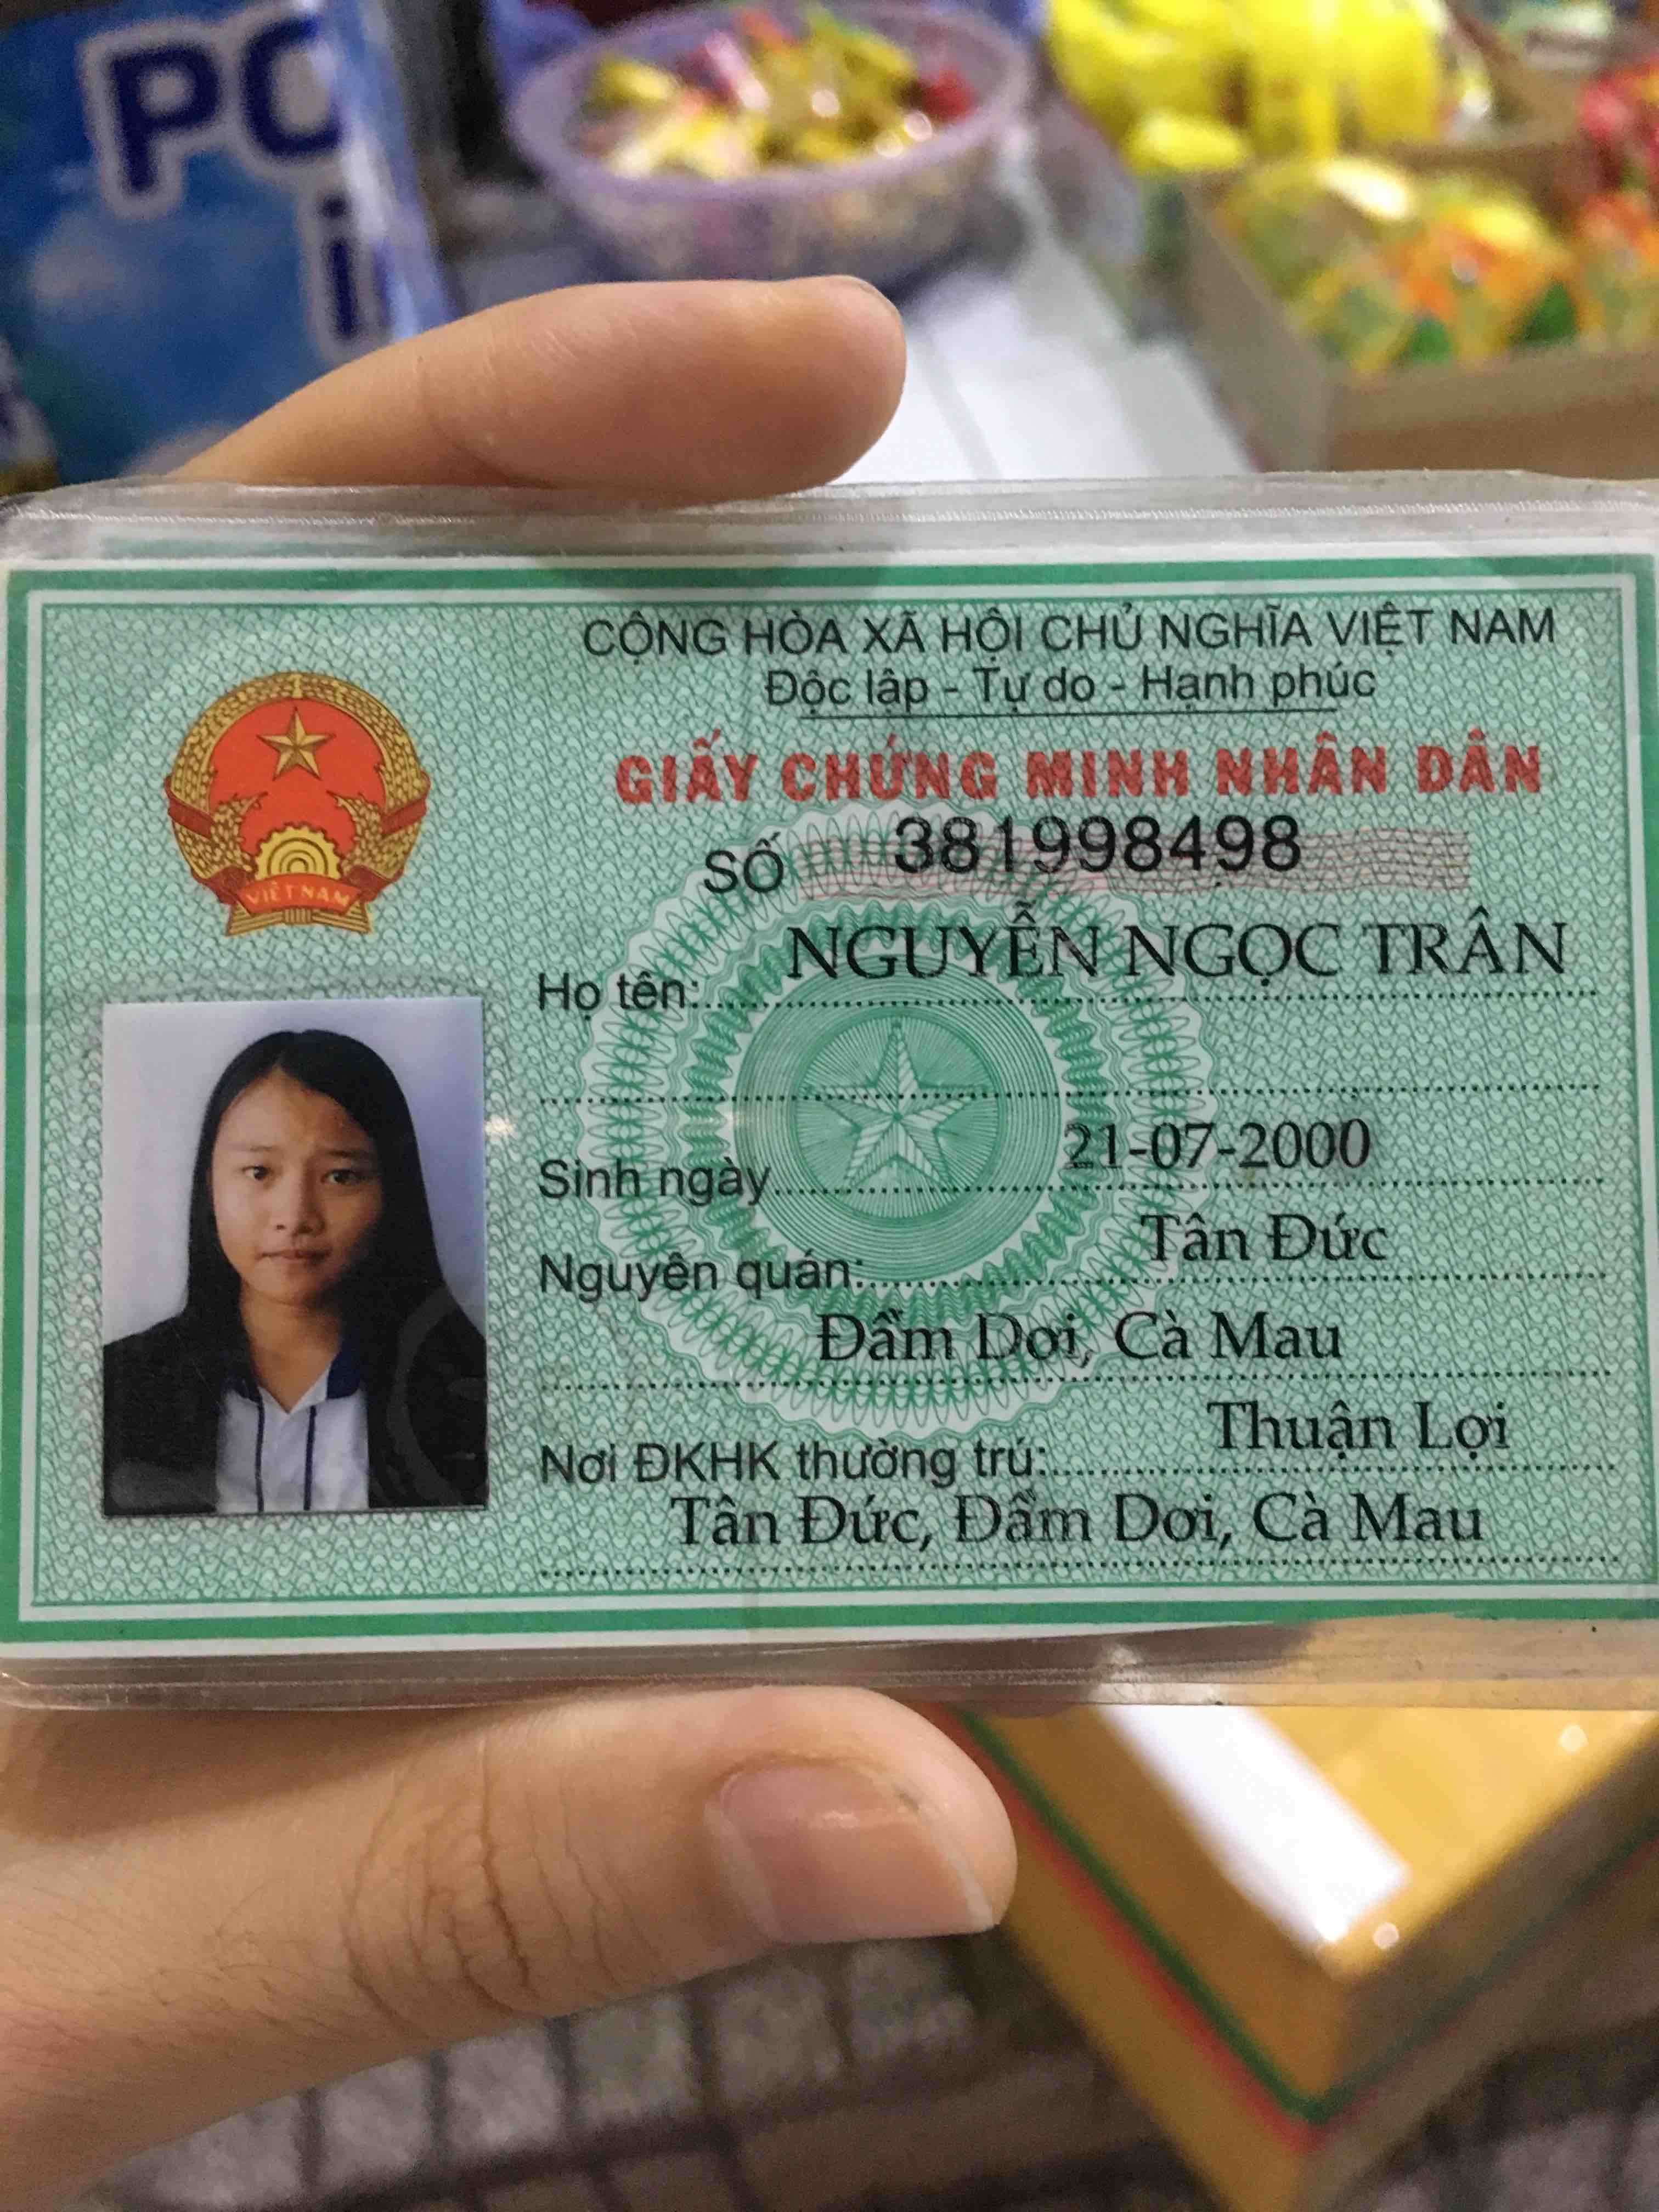 PO
i
CỘNG HÒA XÃ HỘI CHỦ NGHĨA VIỆT NAM
Độc lập - Tự do - Hạnh phúc
GIẤY CHỨNG MINH NHÂN DÂN
SỐ 381998498
VIỆT NAM
Họ tên: NGUYỄN NGỌC TRÂN
Sinh ngày 21-07-2000
Nguyên quán: Tân Đức
Đầm Dơi, Cà Mau
Nơi ĐKHK thường trú: Thuận Lợi
Tân Đức, Đầm Dơi, Cà Mau